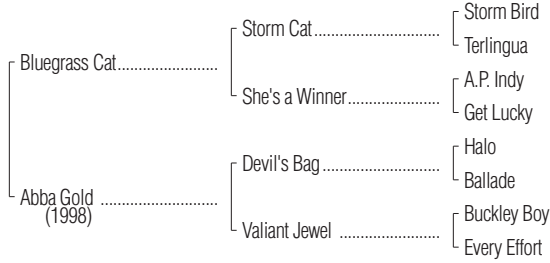 Storm Bird
Storm Cat........................
Terlingua
Bluegrass Cat........................
A.P. Indy
She's a Winner........................
Get Lucky
Halo
Devil's Bag........................
Ballade
Abba Gold ........................
(1998)
Buckley Boy
Valiant Jewel ........................
Every Effort